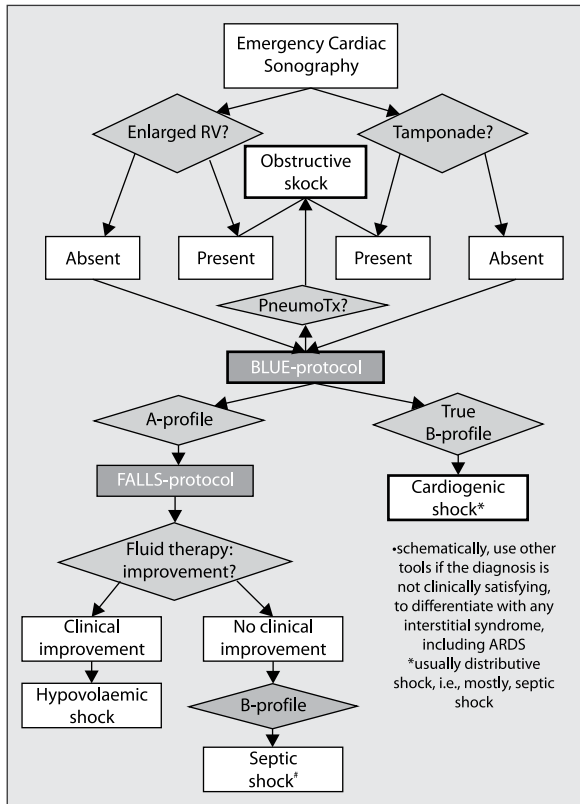 Emergency Cardiac
Sonography
Enlarged RV?
Tamponade?
Obstructive
skock
Absent
Present
Present
Absent
PneumoTx?
BLUE-protocol
A-profile
True
B-profile
FALLS-protocol
Cardiogenic
shock*
Fluid therapy:
improvement?
•schematically, use other
tools if the diagnosis is
not clinically satisfying,
to differentiate with any
interstitial syndrome,
including ARDS
*usually distributive
shock, i.e., mostly, septic
shock
Clinical
improvement
No clinical
improvement
Hypovolaemic
shock
B-profile
Septic
shock#